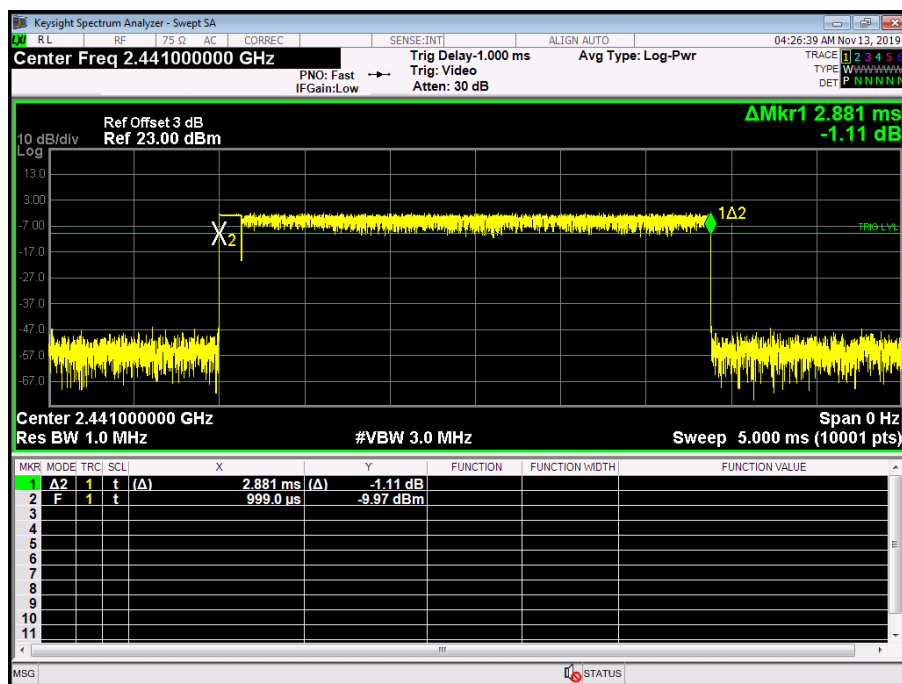 Keysight Spectrum Analyzer - Swept SA
LXI RL RF 75 Ω AC CORREC SENSE:INT ALIGN AUTO 04:26:39 AM Nov 13, 2019
Center Freq 2.441000000 GHz
PNO: Fast
IFGain:Low
Trig Delay-1.000 ms
Trig: Video
Atten: 30 dB
Avg Type: Log-Pwr
TRACE 1 2 3 4 5 6
TYPE WWWWWW
DET P N N N N N
ΔMkr1 2.881 ms
-1.11 dB
Ref Offset 3 dB
10 dB/div Ref 23.00 dBm
Log
13.0
3.00
-7.00
-17.0
-27.0
-37.0
-47.0
-57.0
-67.0
X2
1Δ2
TRIG LVL
Center 2.441000000 GHz Span 0 Hz
Res BW 1.0 MHz #VBW 3.0 MHz Sweep 5.000 ms (10001 pts)
MKR MODE TRC SCL X Y FUNCTION FUNCTION WIDTH FUNCTION VALUE
1 Δ2 1 t (Δ) 2.881 ms (Δ) -1.11 dB
2 F 1 t 999.0 µs -9.97 dBm
3
4
5
6
7
8
9
10
11
MSG STATUS